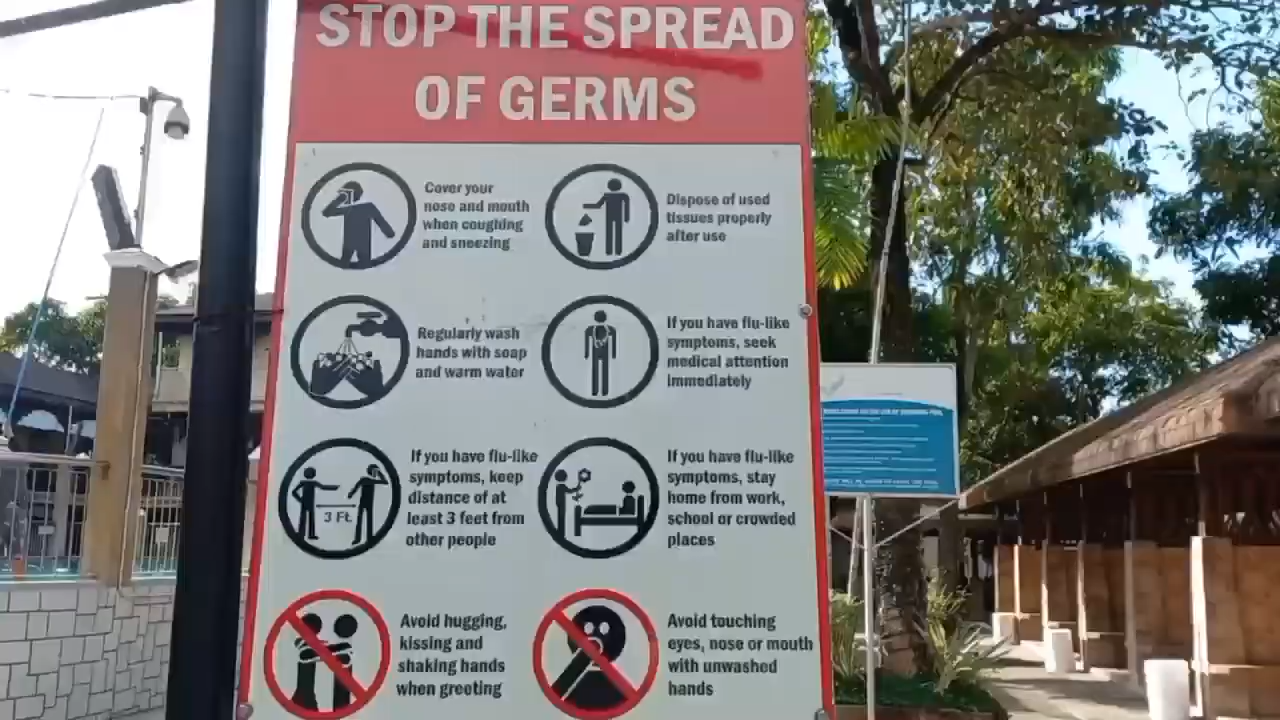 STOP THE SPREAD
OF GERMS
Cover your
nose and mouth
when coughing
and sneezing
Dispose of used
tissues properly
after use
Regularly wash
hands with soap
and warm water
If you have flu-like
symptoms, seek
medical attention
immediately
3 Ft.
If you have flu-like
symptoms, keep
distance of at
least 3 feet from
other people
If you have flu-like
symptoms, stay
home from work,
school or crowded
places
Avoid hugging,
kissing and
shaking hands
when greeting
Avoid touching
eyes, nose or mouth
with unwashed
hands